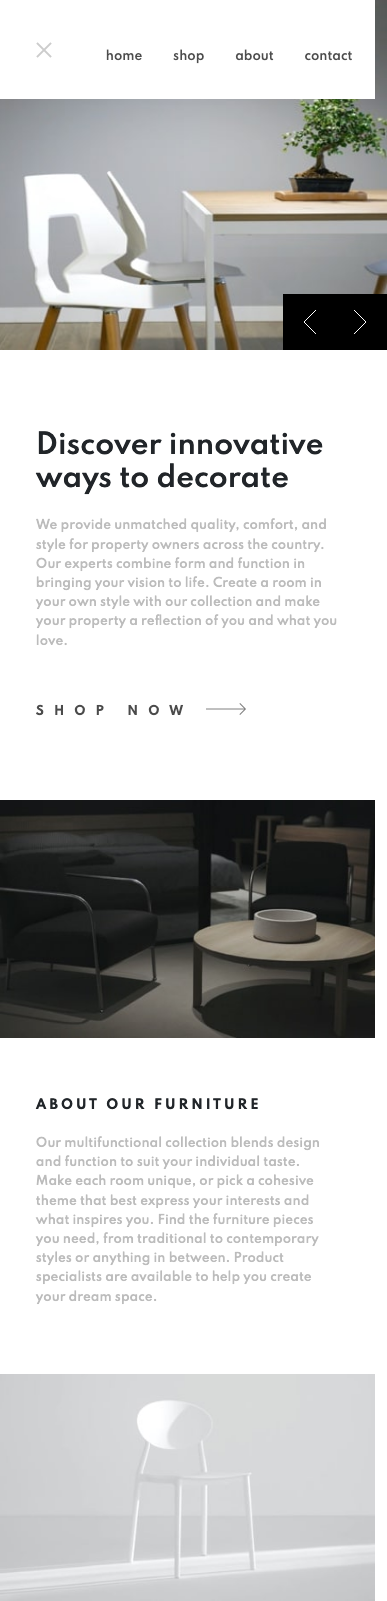 home shop about contact
Discover innovative
ways to decorate
We provide unmatched quality, comfort, and
style for property owners across the country.
Our experts combine form and function in
bringing your vision to life. Create a room in
your own style with our collection and make
your property a reflection of you and what you
love.
SHOP NOW
ABOUT OUR FURNITURE
Our multifunctional collection blends design
and function to suit your individual taste.
Make each room unique, or pick a cohesive
theme that best express your interests and
what inspires you. Find the furniture pieces
you need, from traditional to contemporary
styles or anything in between. Product
specialists are available to help you create
your dream space.